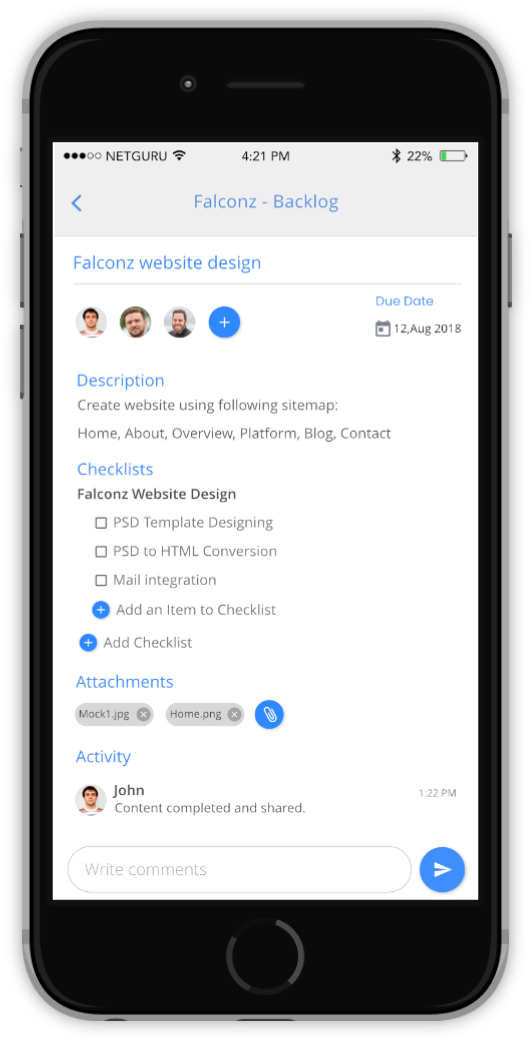 NETGURU
4:21 PM
22%
Falconz - Backlog
Falconz website design
Due Date
12,Aug 2018
Description
Create website using following sitemap:
Home, About, Overview, Platform, Blog, Contact
Checklists
Falconz Website Design
PSD Template Designing
PSD to HTML Conversion
Mail integration
Add an Item to Checklist
Add Checklist
Attachments
Mock1.jpg
Home.png
Activity
John
1:22 PM
Content completed and shared.
Write comments